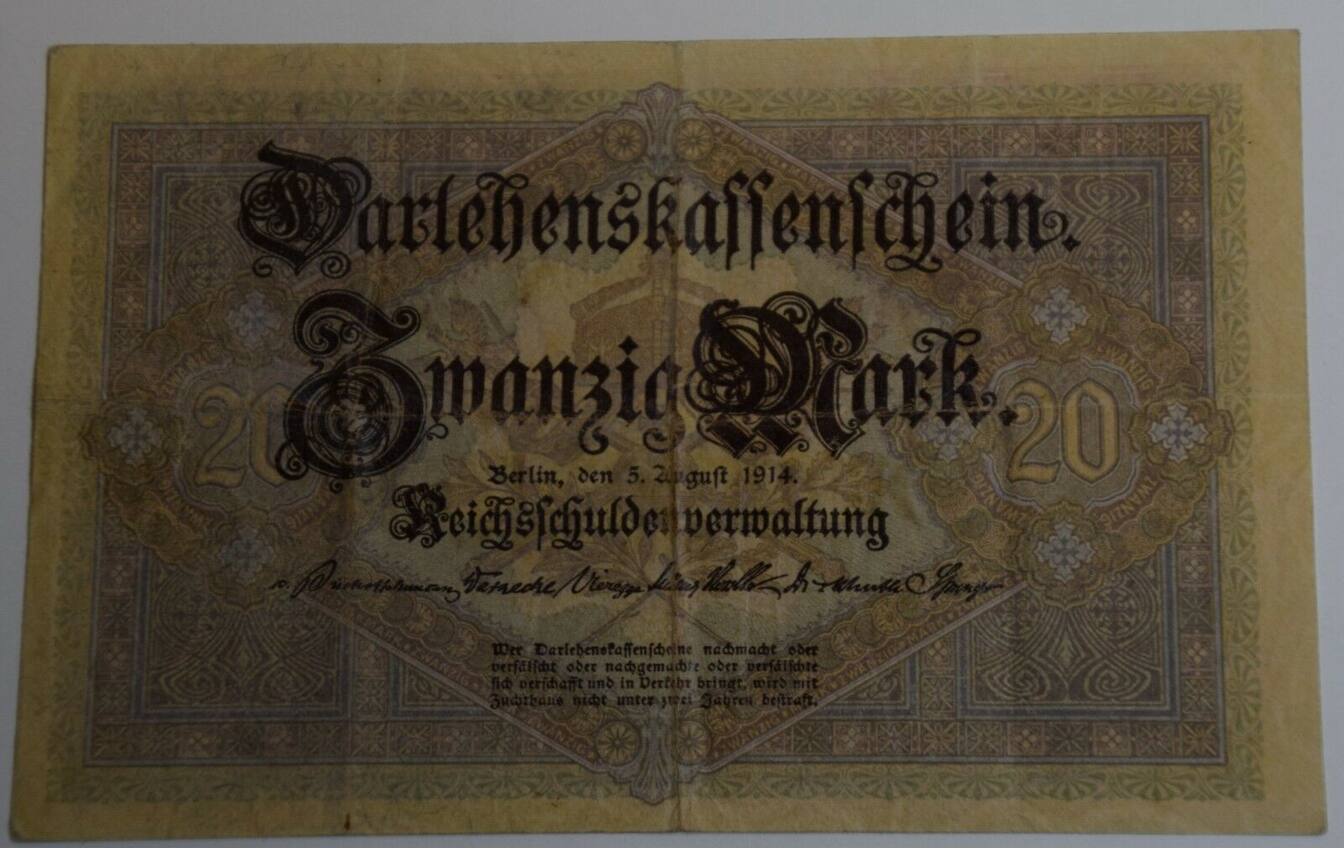 Darlehenskassenschein.
Zwanzig Mark.
20 20
Berlin, den 5. August 1914.
Reichsschuldenverwaltung
Wer Darlehenskassenscheine nachmacht oder
verfälscht oder nachgemachte oder verfälschte
sich verschafft und in Verkehr bringt, wird mit
Zuchthaus nicht unter zwei Jahren bestraft.